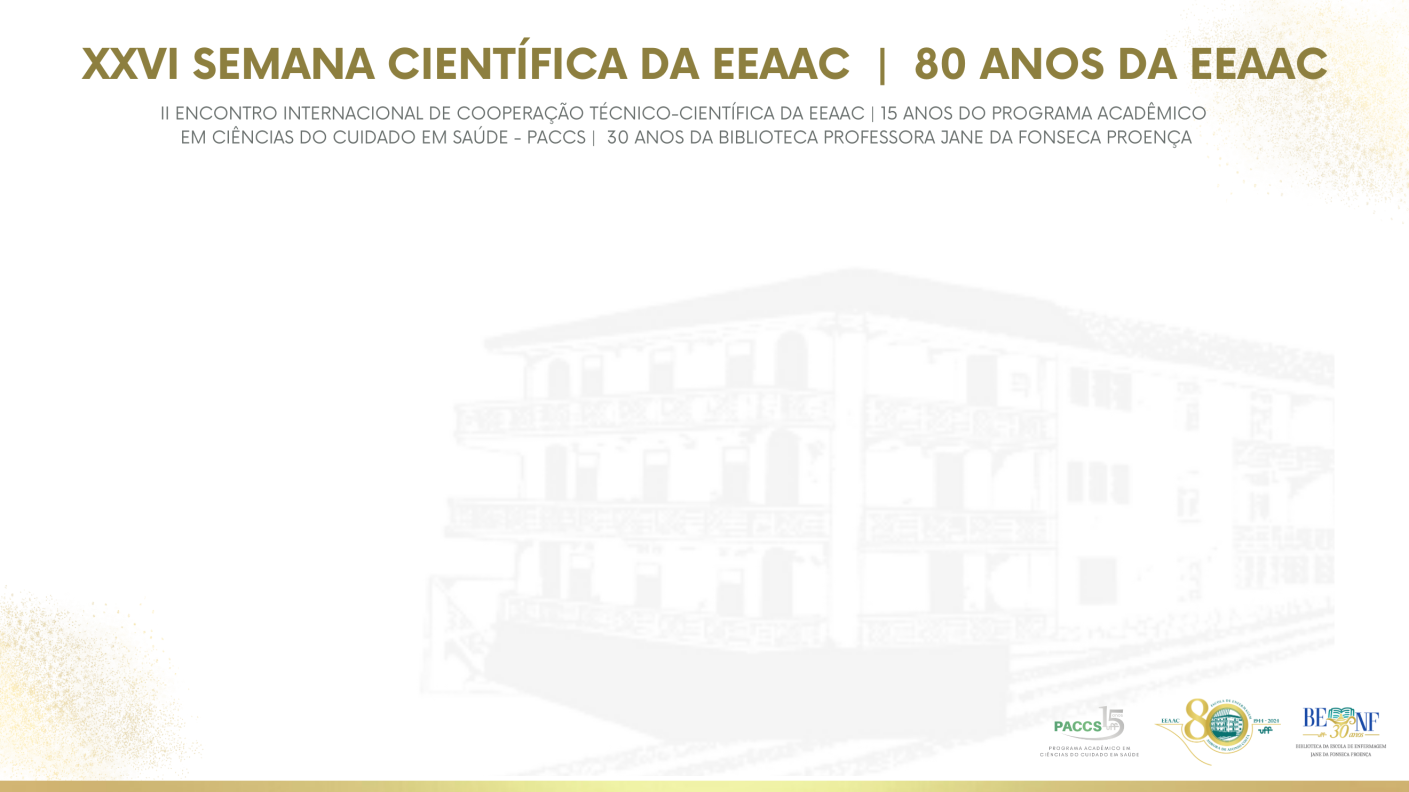 XXVI SEMANA CIENTÍFICA DA EEAAC | 80 ANOS DA EEAAC
II ENCONTRO INTERNACIONAL DE COOPERAÇÃO TÉCNICO-CIENTÍFICA DA EEAAC | 15 ANOS DO PROGRAMA ACADÊMICO
EM CIÊNCIAS DO CUIDADO EM SAÚDE - PACCS | 30 ANOS DA BIBLIOTECA PROFESSORA JANE DA FONSECA PROENÇA
PACCS 15
uff
PROGRAMA ACADÊMICO EM
CIÊNCIAS DO CUIDADO EM SAÚDE
EEAAC 80 1944 - 2024
uff
BE NF
30 anos
BIBLIOTECA DA ESCOLA DE ENFERMAGEM
JANE DA FONSECA PROENÇA